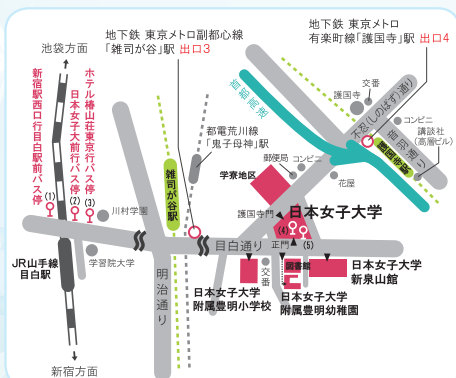 地下鉄 東京メトロ副都心線
「雑司が谷」駅 出口3
地下鉄 東京メトロ
有楽町線「護国寺」駅 出口4
池袋方面
新宿駅西口行目白駅前バス停
(1)
日本女子大前行バス停
(2)
ホテル椿山荘東京行バス停
(3)
川村学園
学習院大学
JR山手線
目白駅
新宿方面
雑司が谷駅
都電荒川線
「鬼子母神」駅
明治通り
目白通り
首都高速
護国寺
交番
不忍(しのばず)通り
音羽通り
コンビニ
講談社
(高層ビル)
護国寺駅
郵便局
コンビニ
花屋
学寮地区
護国寺門
日本女子大学
(4)
(5)
正門
交番
図書館
日本女子大学
新泉山館
日本女子大学
附属豊明小学校
日本女子大学
附属豊明幼稚園